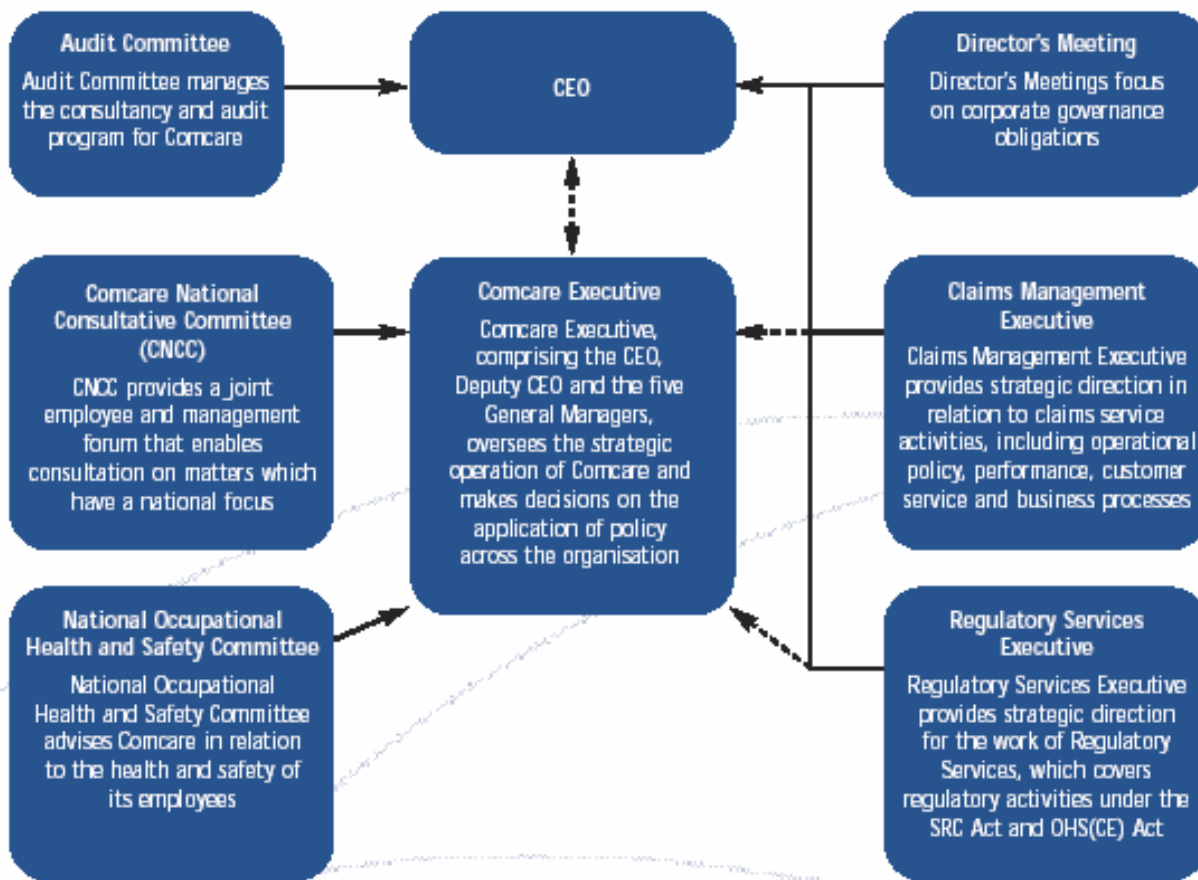 Audit Committee
Audit Committee manages
the consultancy and audit
program for Comcare
CEO
Director's Meeting
Director's Meetings focus
on corporate governance
obligations
Comcare National
Consultative Committee
(CNCC)
CNCC provides a joint
employee and management
forum that enables
consultation on matters which
have a national focus
Comcare Executive
Comcare Executive,
comprising the CEO,
Deputy CEO and the five
General Managers,
oversees the strategic
operation of Comcare and
makes decisions on the
application of policy
across the organisation
Claims Management
Executive
Claims Management Executive
provides strategic direction in
relation to claims service
activities, including operational
policy, performance, customer
service and business processes
National Occupational
Health and Safety Committee
National Occupational
Health and Safety Committee
advises Comcare in relation
to the health and safety of
its employees
Regulatory Services
Executive
Regulatory Services Executive
provides strategic direction
for the work of Regulatory
Services, which covers
regulatory activities under the
SRC Act and OHS(CE) Act